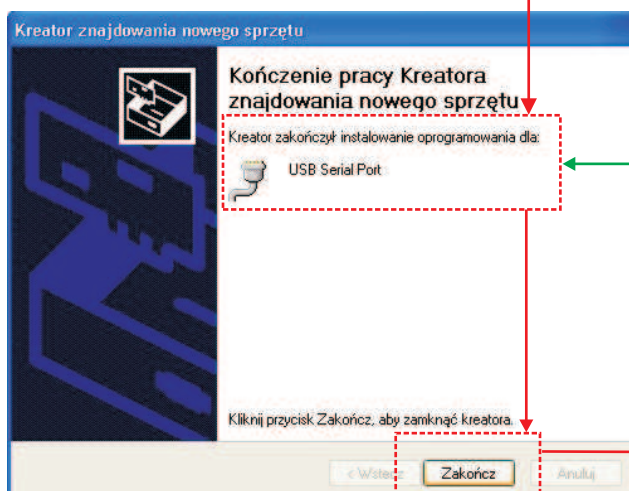 Kreator znajdowania nowego sprzętu
Kończenie pracy Kreatora
znajdowania nowego sprzętu
Kreator zakończył instalowanie oprogramowania dla:
USB Serial Port
Kliknij przycisk Zakończ, aby zamknąć kreatora.
< Wstecz Zakończ Anuluj